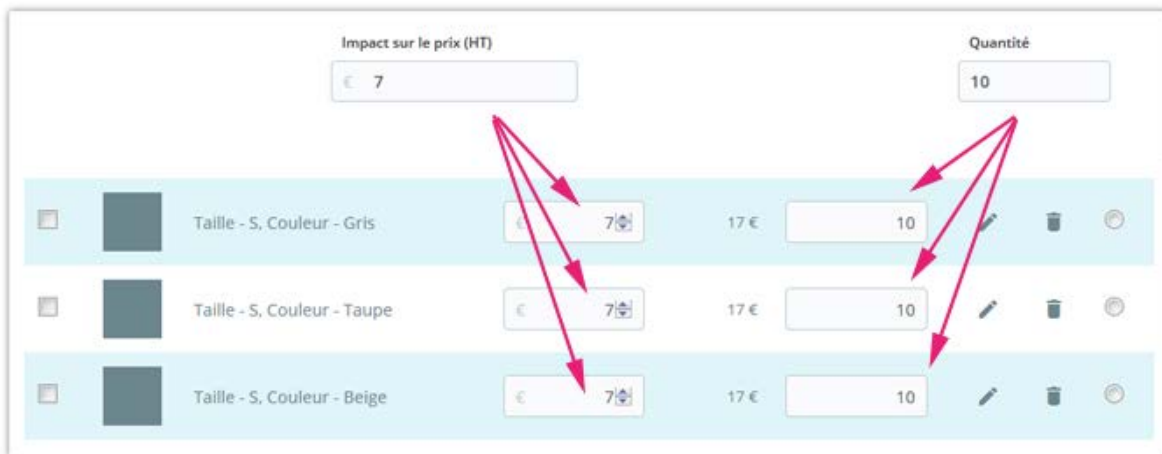 Impact sur le prix (HT) Quantité
€ 7 10
Taille - S, Couleur - Gris € 7 17 € 10
Taille - S, Couleur - Taupe € 7 17 € 10
Taille - S, Couleur - Beige € 7 17 € 10